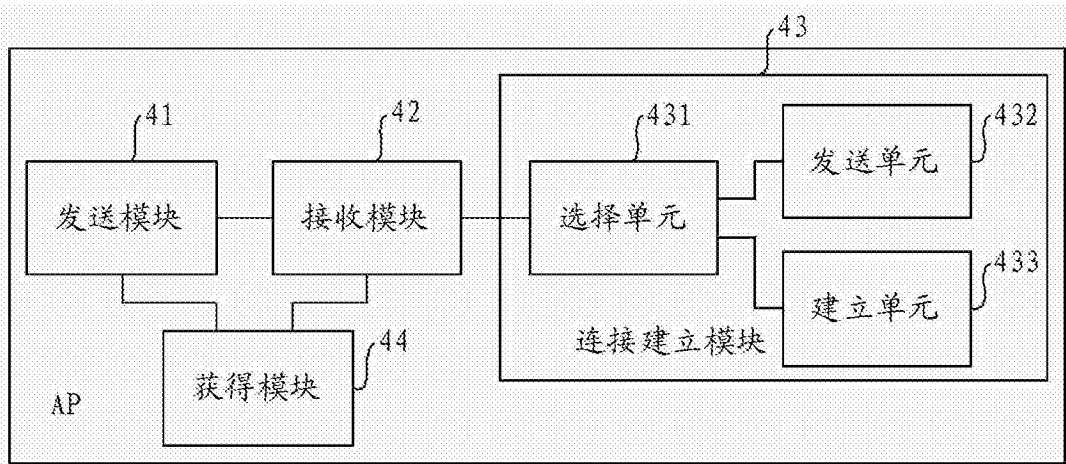 43
41
42
431
432
发送模块
接收模块
选择单元
发送单元
433
建立单元
连接建立模块
44
获得模块
AP